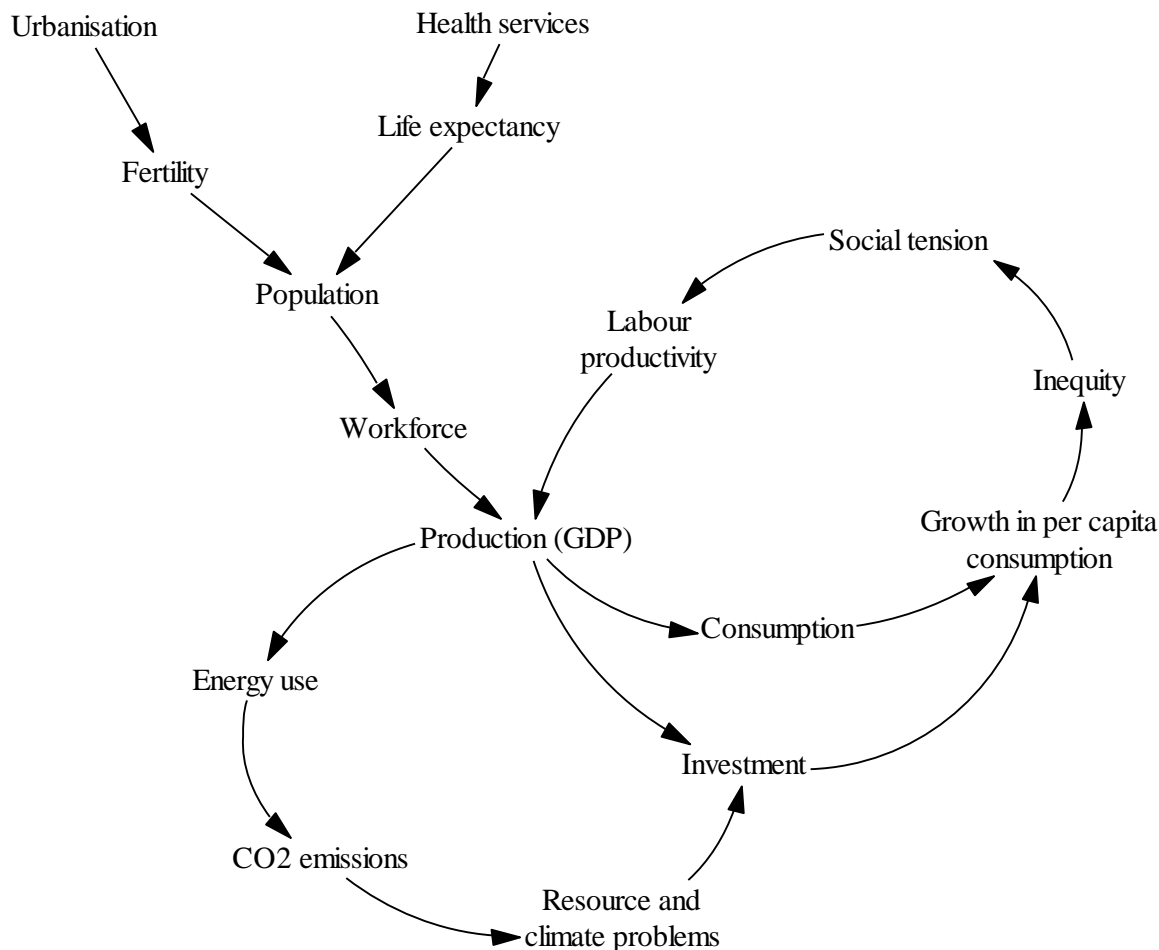 Urbanisation
Health services
Life expectancy
Fertility
Social tension
Population
Labour
productivity
Inequity
Workforce
Growth in per capita
consumption
Production (GDP)
Consumption
Energy use
Investment
CO2 emissions
Resource and
climate problems